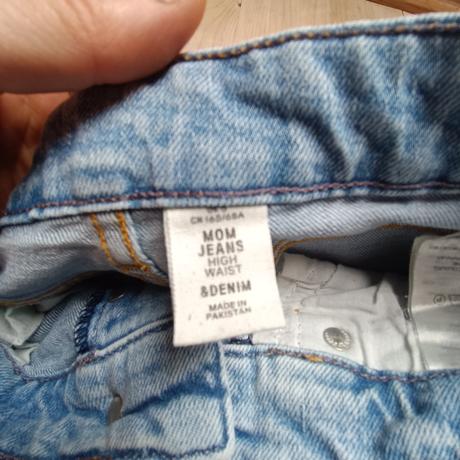 CN 165/68A
MOM
JEANS
HIGH
WAIST
&DENIM
MADE IN
PAKISTAN